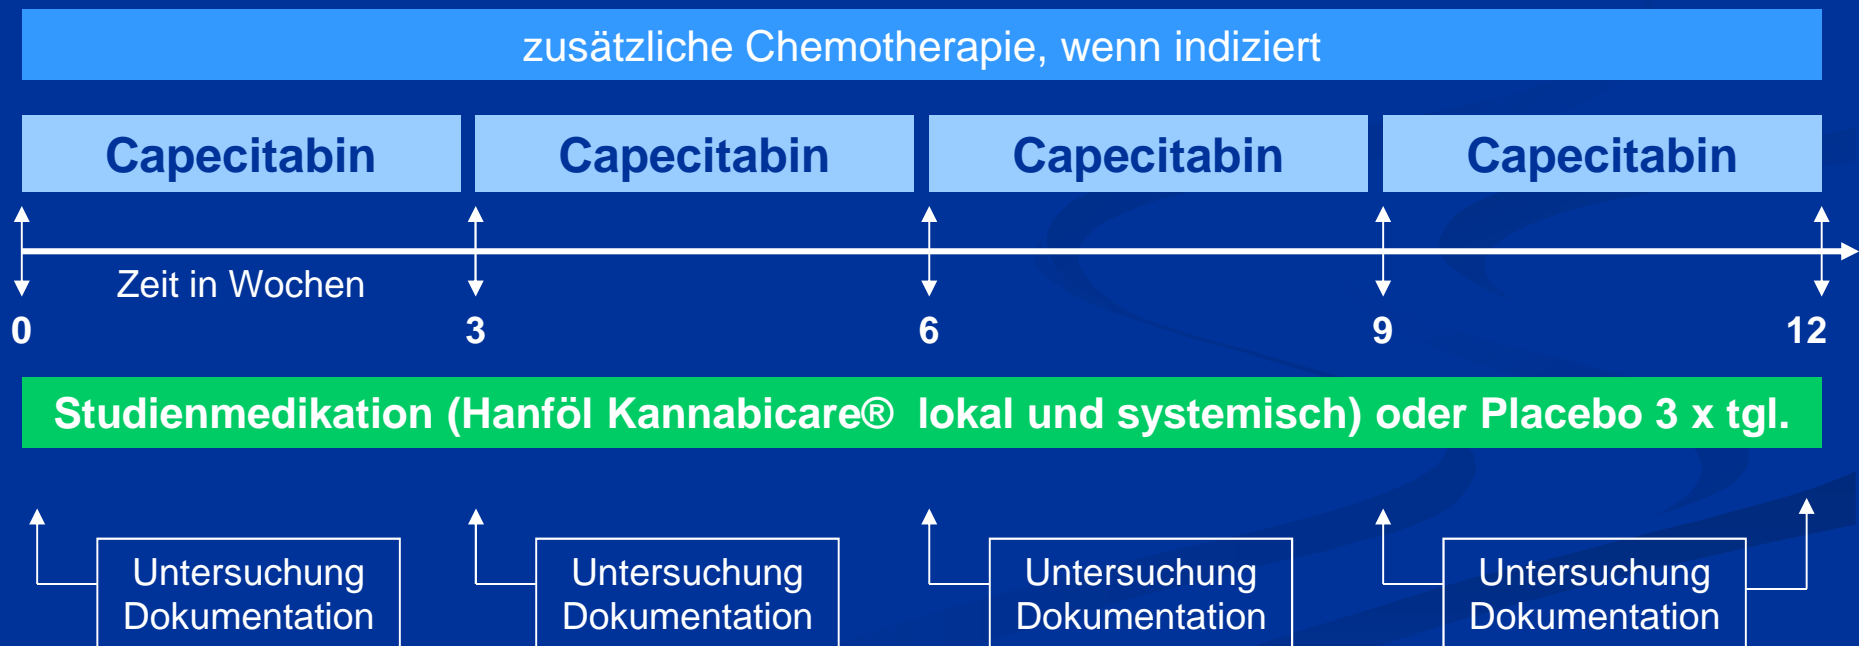 zusätzliche Chemotherapie, wenn indiziert
Capecitabin
Capecitabin
Capecitabin
Capecitabin
Zeit in Wochen
0
3
6
9
12
Studienmedikation (Hanföl Kannabicare® lokal und systemisch) oder Placebo 3 x tgl.
Untersuchung
Dokumentation
Untersuchung
Dokumentation
Untersuchung
Dokumentation
Untersuchung
Dokumentation